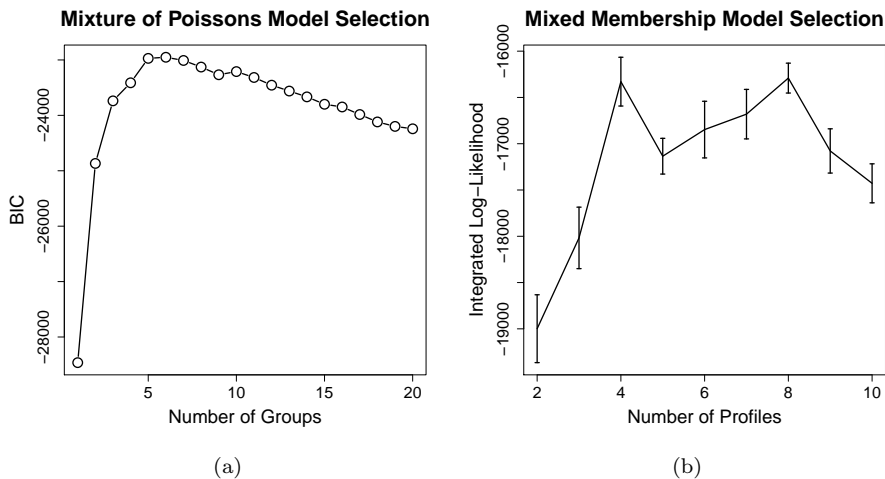 Mixture of Poissons Model Selection
BIC
−24000
−26000
−28000
5
10
15
20
Number of Groups
(a)
Mixed Membership Model Selection
Integrated Log−Likelihood
−16000
−17000
−18000
−19000
2
4
6
8
10
Number of Profiles
(b)